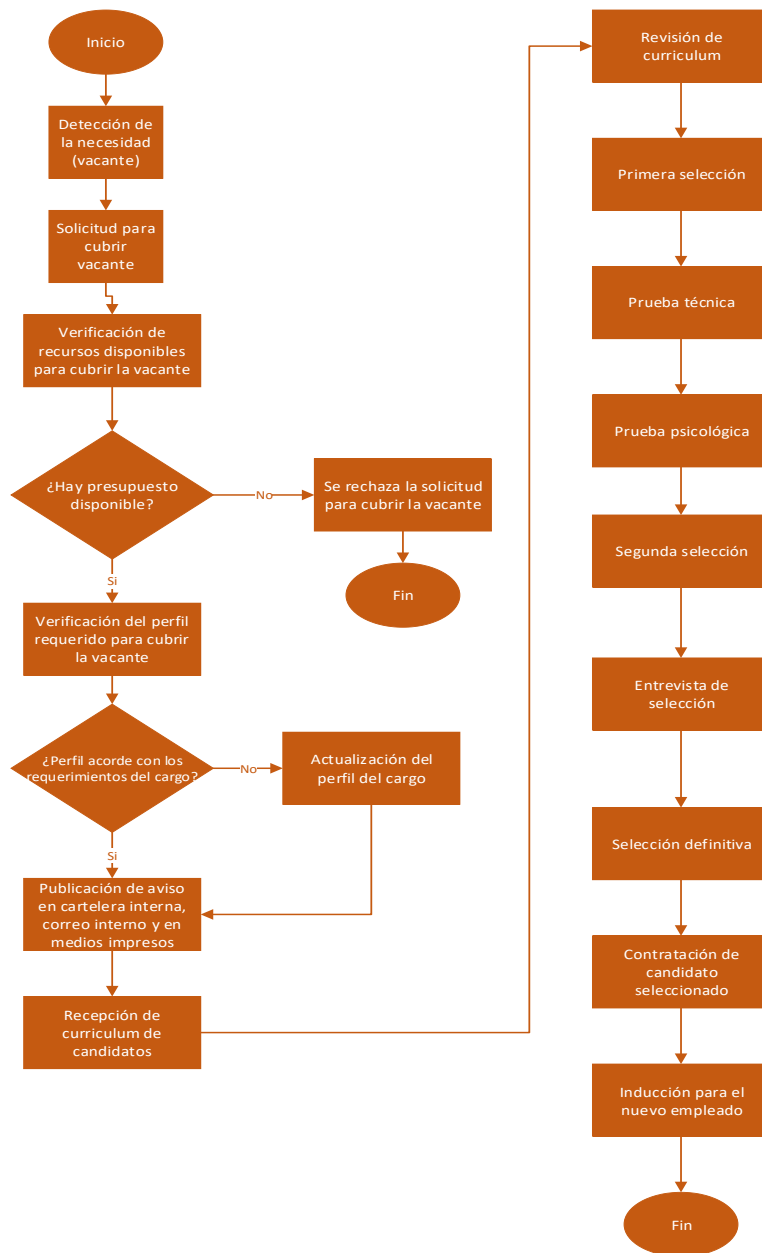 Inicio
Detección de
la necesidad
(vacante)
Solicitud para
cubrir
vacante
Verificación de
recursos disponibles
para cubrir la vacante
¿Hay presupuesto
disponible?
No
Se rechaza la solicitud
para cubrir la vacante
Fin
Si
Verificación del perfil
requerido para cubrir
la vacante
¿Perfil acorde con los
requerimientos del cargo?
No
Actualización del
perfil del cargo
Si
Publicación de aviso
en cartelera interna,
correo interno y en
medios impresos
Recepción de
curriculum de
candidatos
Revisión de
curriculum
Primera selección
Prueba técnica
Prueba psicológica
Segunda selección
Entrevista de
selección
Selección definitiva
Contratación de
candidato
seleccionado
Inducción para el
nuevo empleado
Fin